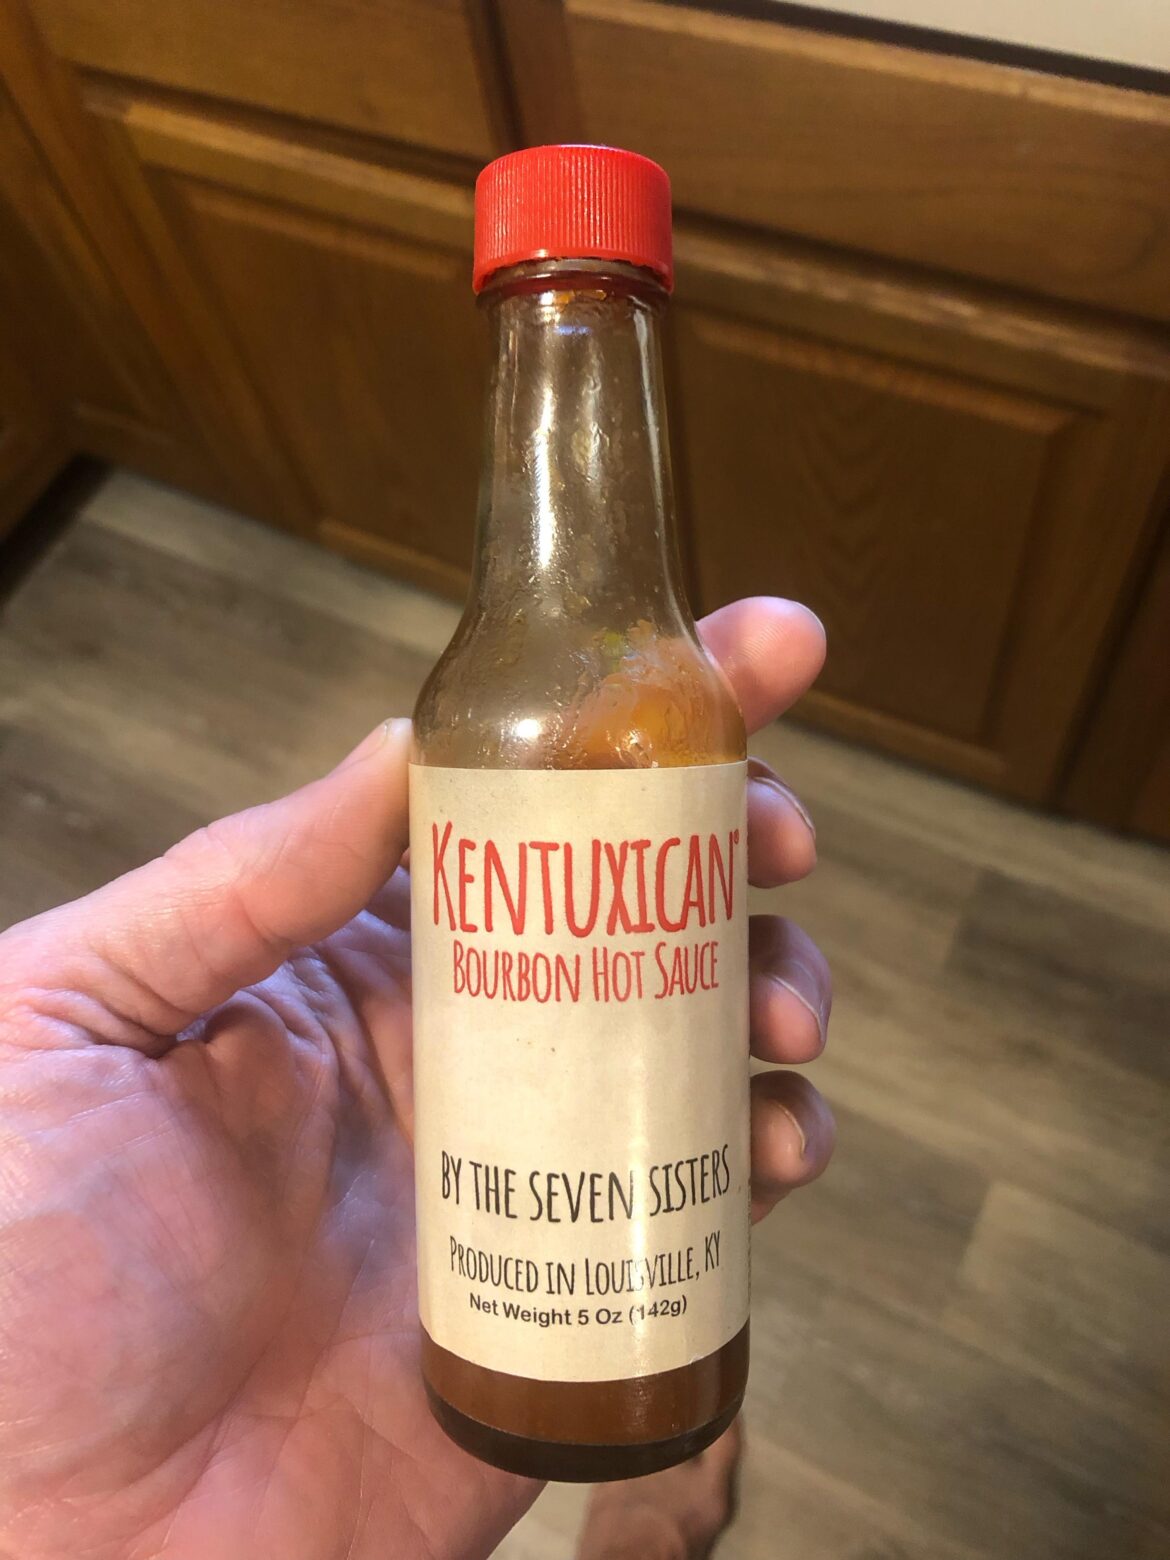 KENTUXICAN®
BOURBON HOT SAUCE
BY THE SEVEN SISTERS
PRODUCED IN LOUISVILLE, KY
Net Weight 5 Oz (142g)